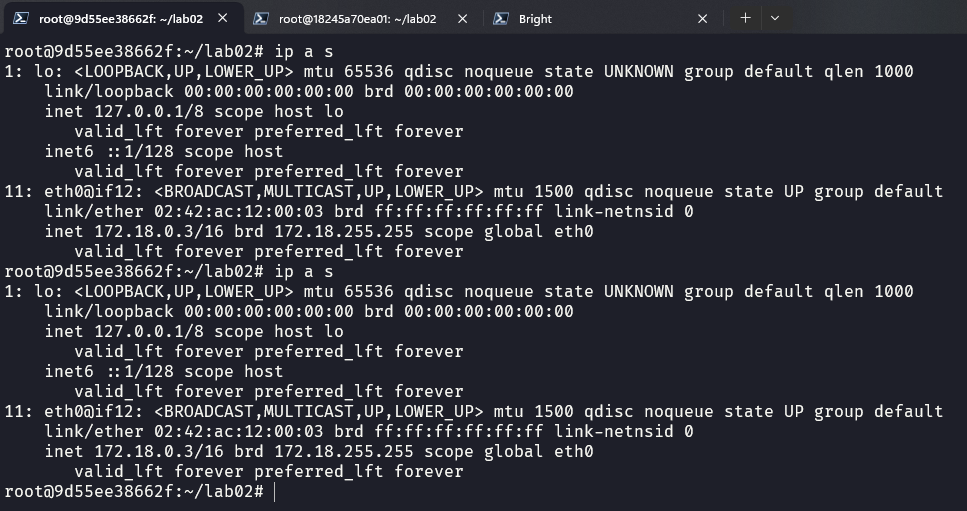 root@9d55ee38662f: ~/lab02
root@18245a70ea01: ~/lab02
Bright
root@9d55ee38662f:~/lab02# ip a s
1: lo: <LOOPBACK,UP,LOWER_UP> mtu 65536 qdisc noqueue state UNKNOWN group default qlen 1000
    link/loopback 00:00:00:00:00:00 brd 00:00:00:00:00:00
    inet 127.0.0.1/8 scope host lo
       valid_lft forever preferred_lft forever
    inet6 ::1/128 scope host
       valid_lft forever preferred_lft forever
11: eth0@if12: <BROADCAST,MULTICAST,UP,LOWER_UP> mtu 1500 qdisc noqueue state UP group default
    link/ether 02:42:ac:12:00:03 brd ff:ff:ff:ff:ff:ff link-netnsid 0
    inet 172.18.0.3/16 brd 172.18.255.255 scope global eth0
       valid_lft forever preferred_lft forever
root@9d55ee38662f:~/lab02# ip a s
1: lo: <LOOPBACK,UP,LOWER_UP> mtu 65536 qdisc noqueue state UNKNOWN group default qlen 1000
    link/loopback 00:00:00:00:00:00 brd 00:00:00:00:00:00
    inet 127.0.0.1/8 scope host lo
       valid_lft forever preferred_lft forever
    inet6 ::1/128 scope host
       valid_lft forever preferred_lft forever
11: eth0@if12: <BROADCAST,MULTICAST,UP,LOWER_UP> mtu 1500 qdisc noqueue state UP group default
    link/ether 02:42:ac:12:00:03 brd ff:ff:ff:ff:ff:ff link-netnsid 0
    inet 172.18.0.3/16 brd 172.18.255.255 scope global eth0
       valid_lft forever preferred_lft forever
root@9d55ee38662f:~/lab02#